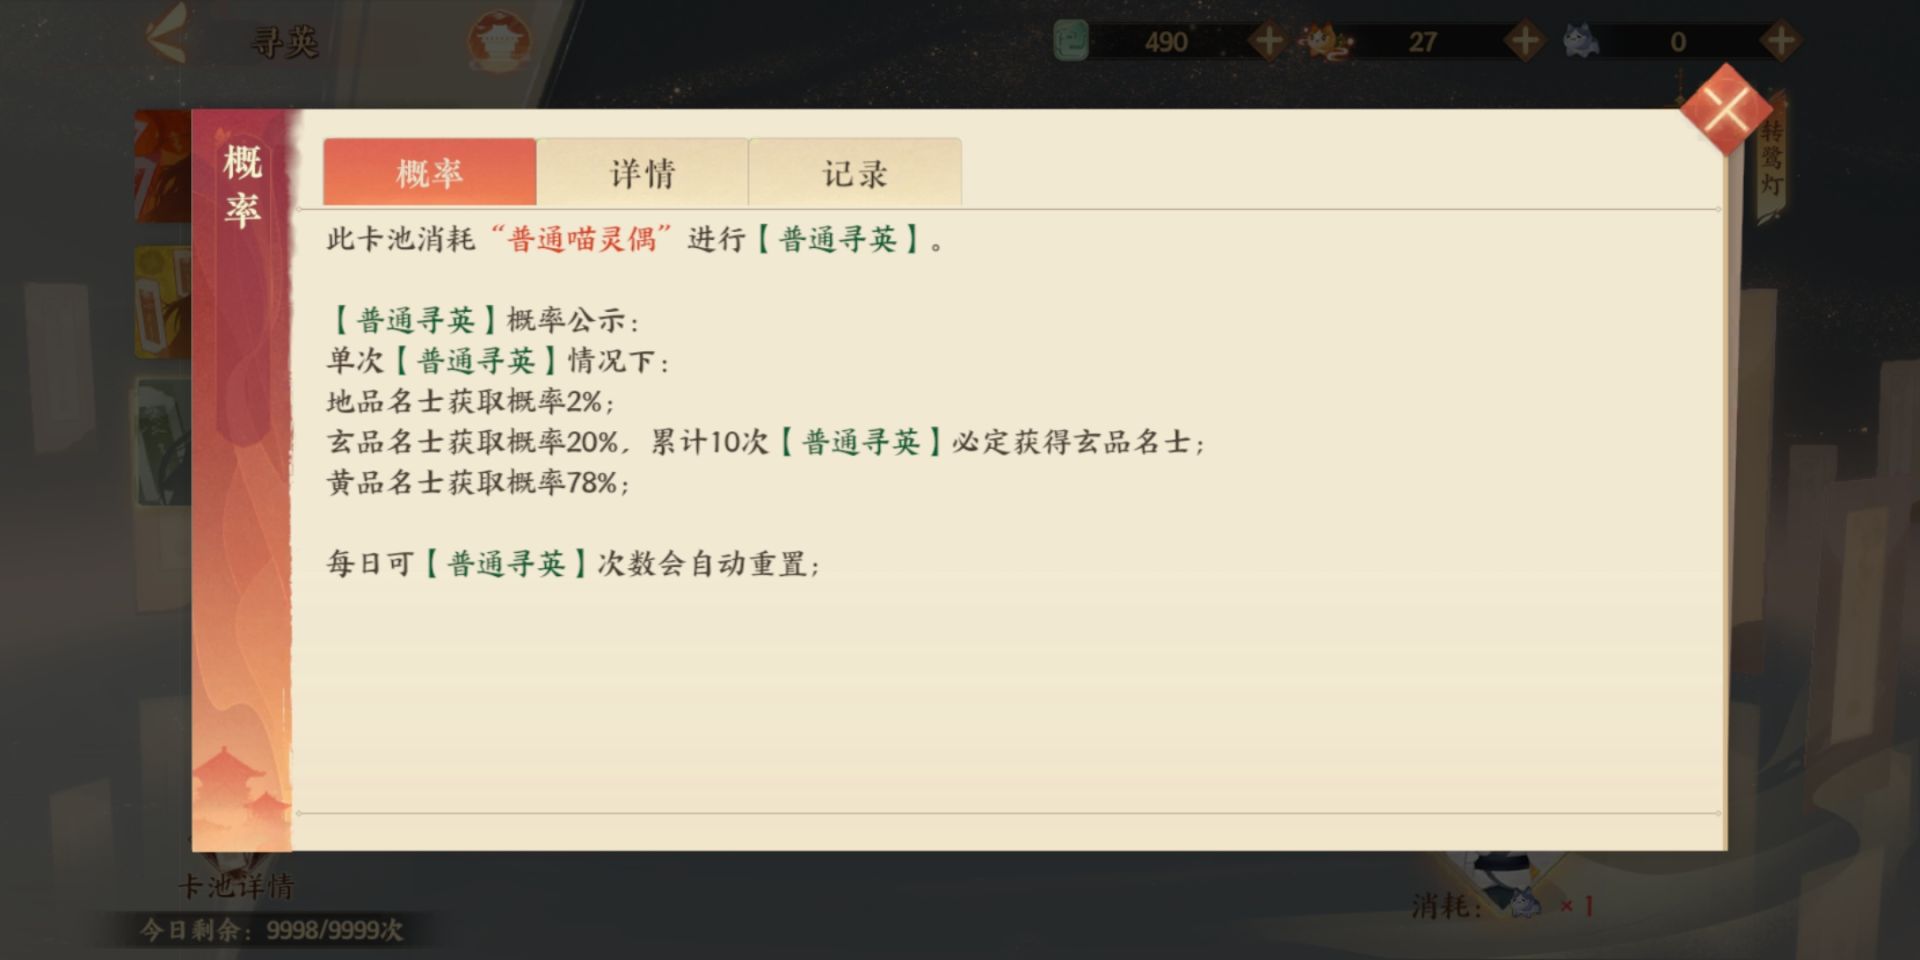 寻英
490
27
0
转鹭灯
概率
概率
详情
记录
此卡池消耗“普通喵灵偶”进行【普通寻英】。
【普通寻英】概率公示：
单次【普通寻英】情况下：
地品名士获取概率2%；
玄品名士获取概率20%，累计10次【普通寻英】必定获得玄品名士；
黄品名士获取概率78%；
每日可【普通寻英】次数会自动重置；
卡池详情
今日剩余：9998/9999次
消耗：×1